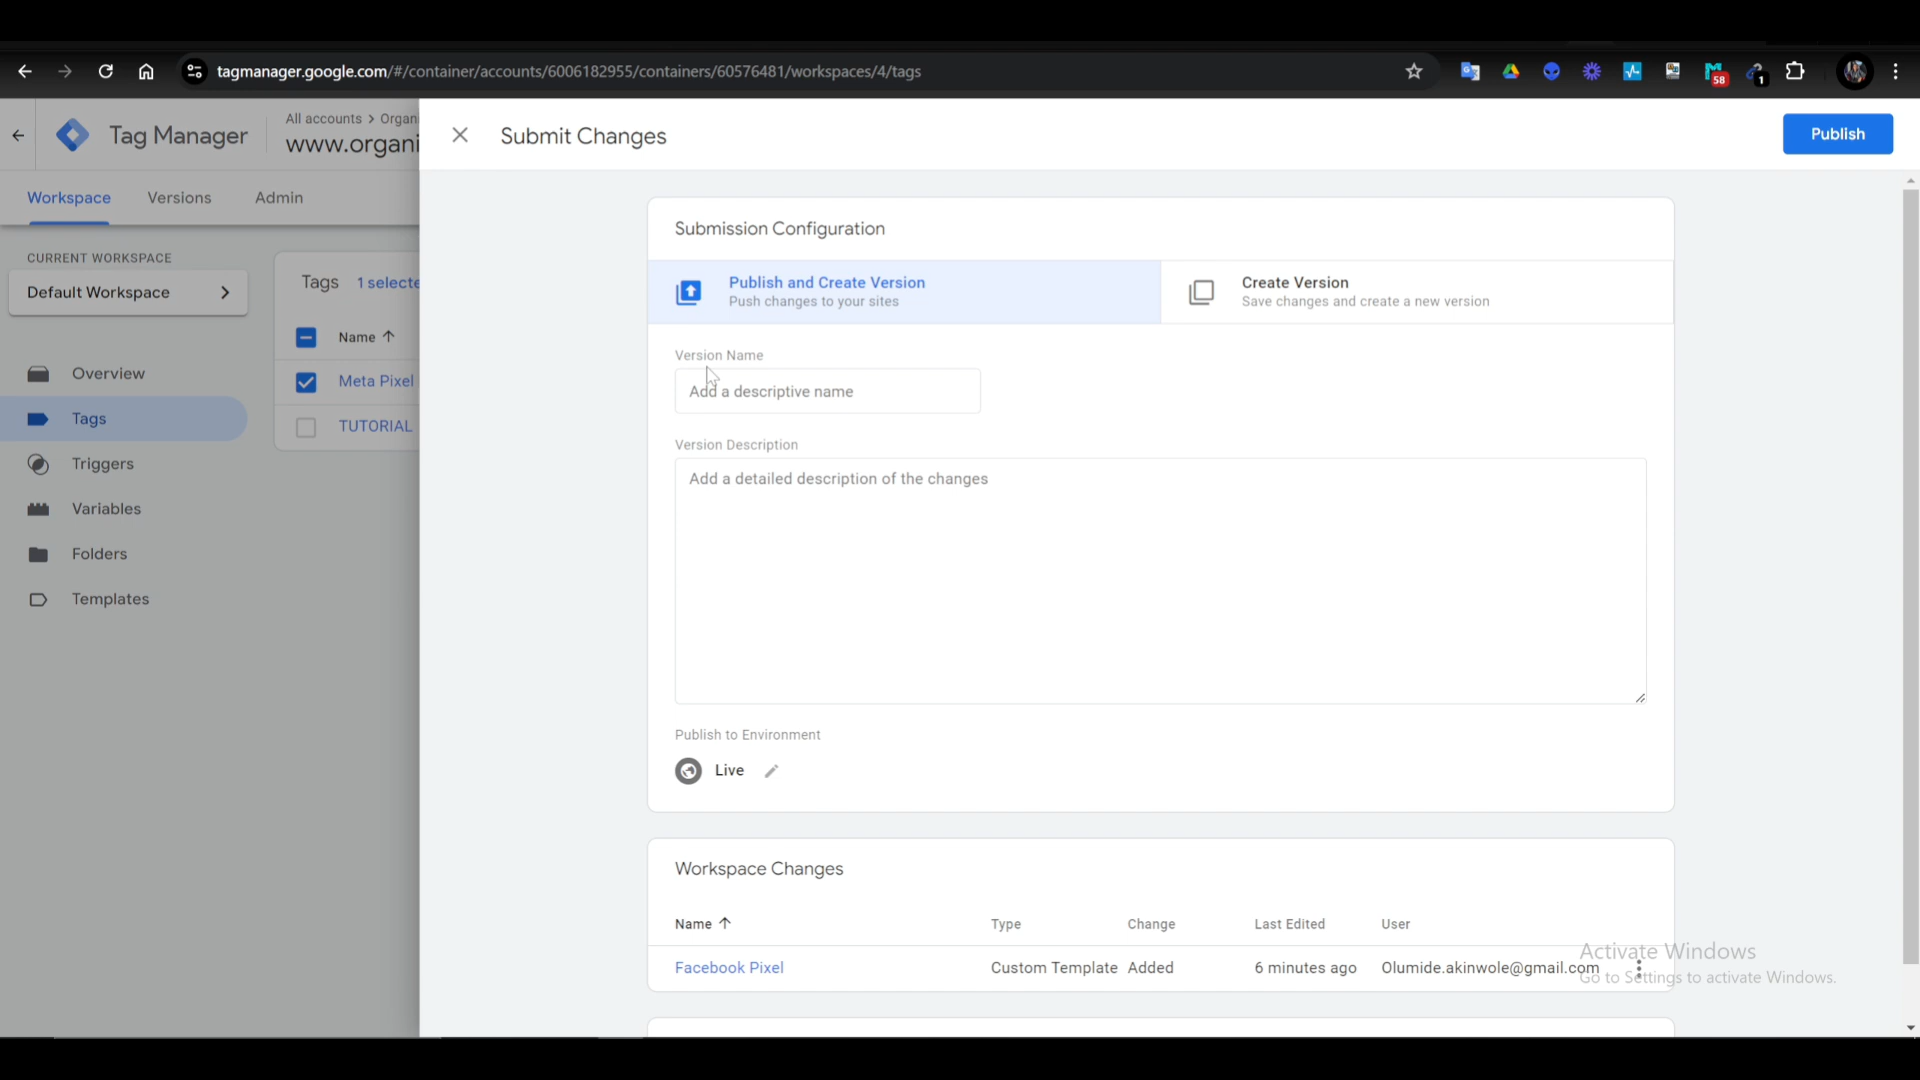 tagmanager.google.com/#/container/accounts/6006182955/containers/60576481/workspaces/4/tags
58
1
Tag Manager
All accounts > Organi
www.organi
Submit Changes
Publish
Workspace
Versions
Admin
CURRENT WORKSPACE
Default Workspace
Overview
Tags
Triggers
Variables
Folders
Templates
Tags 1 selecte
Name
Meta Pixel
TUTORIAL
Submission Configuration
Publish and Create Version
Push changes to your sites
Create Version
Save changes and create a new version
Version Name
Add a descriptive name
Version Description
Add a detailed description of the changes
Publish to Environment
Live
Workspace Changes
Name Type Change Last Edited User
Facebook Pixel Custom Template Added 6 minutes ago Olumide.akinwole@gmail.com
Activate Windows
Go to Settings to activate Windows.